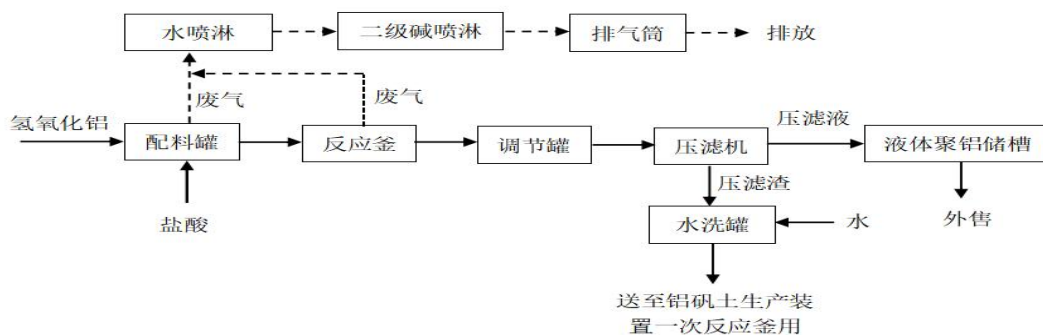 水喷淋
二级碱喷淋
排气筒
排放
废气
废气
氢氧化铝
配料罐
反应釜
调节罐
压滤机
压滤液
液体聚铝储槽
盐酸
压滤渣
水洗罐
水
外售
送至铝矾土生产装
置一次反应釜用